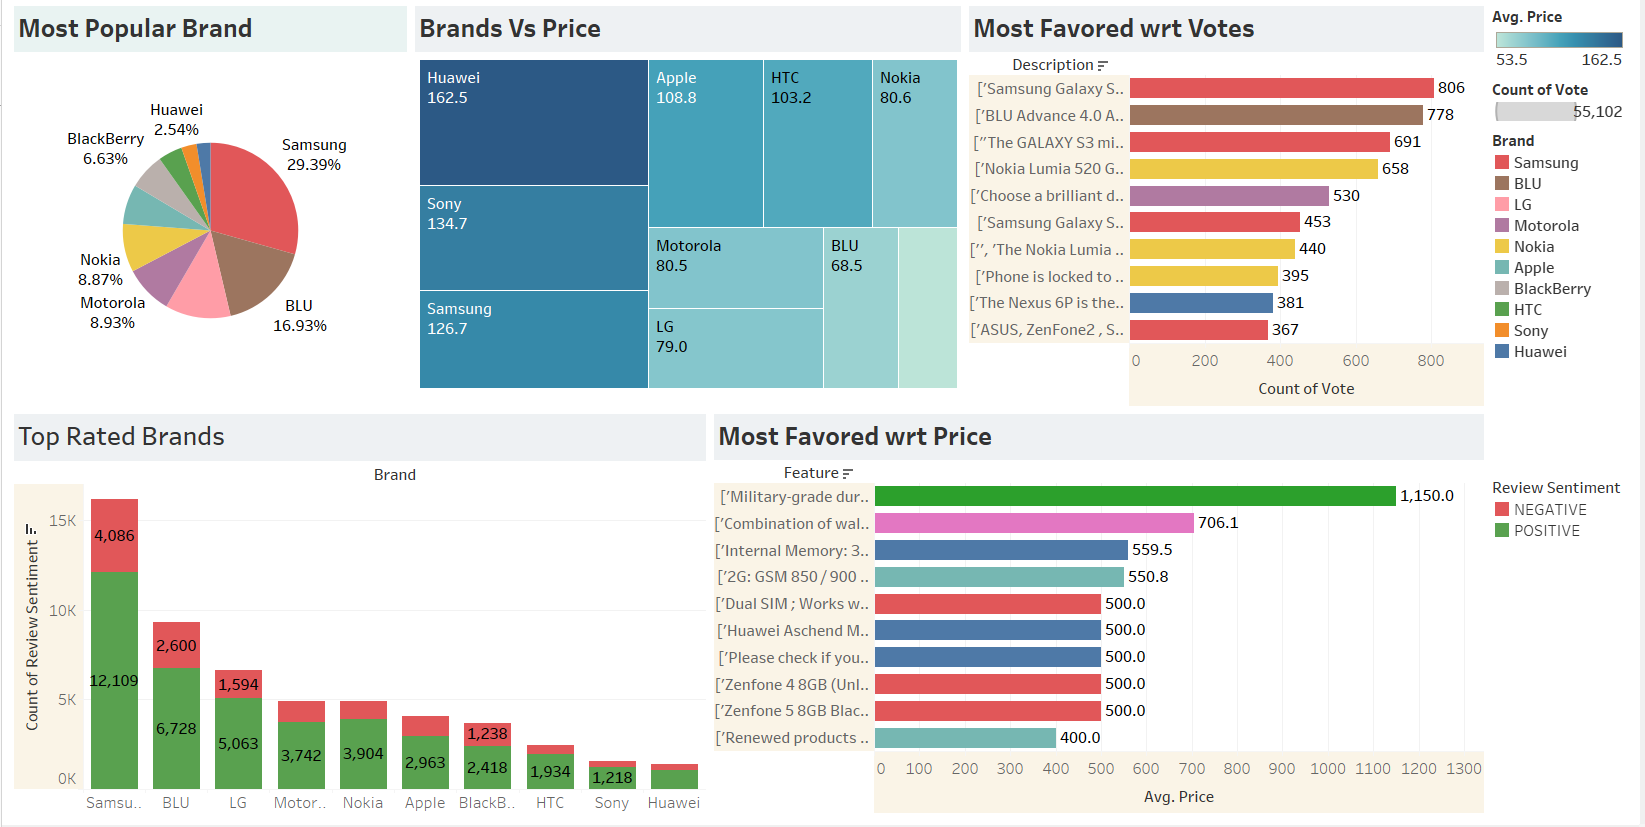 Most Popular Brand
Huawei
2.54%
BlackBerry
6.63%
Samsung
29.39%
Nokia
8.87%
Motorola
8.93%
BLU
16.93%
Brands Vs Price
Huawei
162.5
Sony
134.7
Samsung
126.7
Apple
108.8
HTC
103.2
Nokia
80.6
Motorola
80.5
LG
79.0
BLU
68.5
Most Favored wrt Votes
Description
['Samsung Galaxy S.. 806
['BLU Advance 4.0 A.. 778
["The GALAXY S3 mi.. 691
['Nokia Lumia 520 G.. 658
['Choose a brilliant d.. 530
['Samsung Galaxy S.. 453
['', 'The Nokia Lumia .. 440
['Phone is locked to .. 395
['The Nexus 6P is the.. 381
['ASUS, ZenFone2 , S.. 367
0 200 400 600 800
Count of Vote
Avg. Price
53.5 162.5
Count of Vote
55,102
Brand
Samsung
BLU
LG
Motorola
Nokia
Apple
BlackBerry
HTC
Sony
Huawei
Top Rated Brands
Brand
Count of Review Sentiment
15K
10K
5K
0K
4,086
12,109
2,600
6,728
1,594
5,063
3,742
3,904
2,963
1,238
2,418
1,934
1,218
Samsu.. BLU LG Motor.. Nokia Apple BlackB.. HTC Sony Huawei
Most Favored wrt Price
Feature
['Military-grade dur.. 1,150.0
['Combination of wal.. 706.1
['Internal Memory: 3.. 559.5
['2G: GSM 850 / 900 .. 550.8
['Dual SIM ; Works w.. 500.0
['Huawei Aschend M.. 500.0
['Please check if you.. 500.0
['Zenfone 4 8GB (Unl.. 500.0
['Zenfone 5 8GB Blac.. 500.0
['Renewed products .. 400.0
0 100 200 300 400 500 600 700 800 900 1000 1100 1200 1300
Avg. Price
Review Sentiment
NEGATIVE
POSITIVE